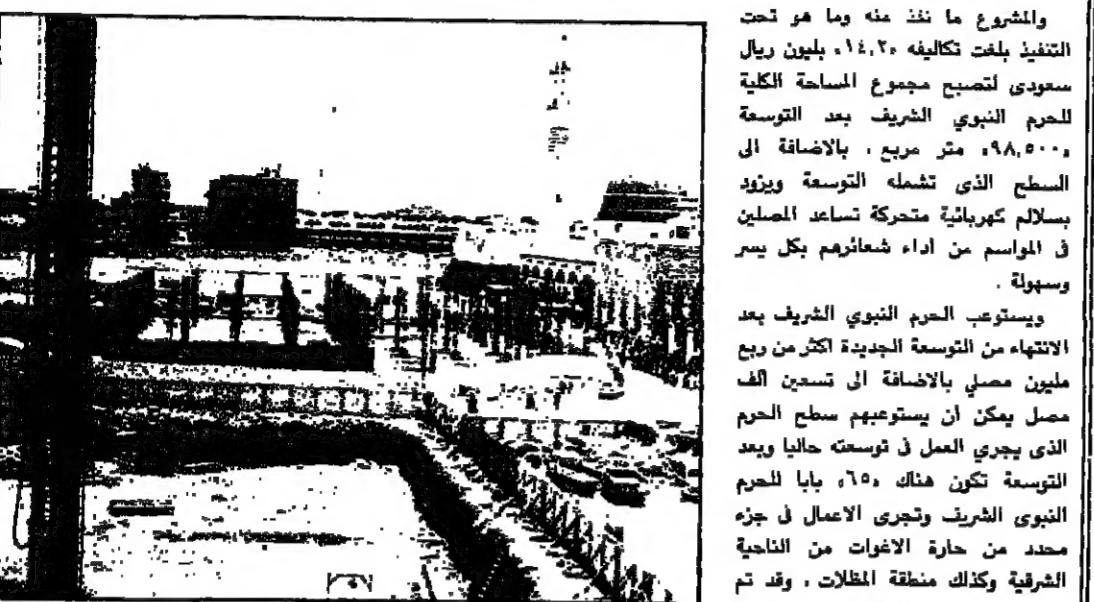 والمشروع ما نفذ منه وما هو تحت
التنفيذ بلغت تكاليفه «١٤,٢» بليون ريال
سعودى لتصبح مجموع المساحة الكلية
للحرم النبوي الشريف بعد التوسعة
«٩٨,٥٠٠» متر مربع ، بالاضافة الى
السطح الذى تشمله التوسعة ويزود
بسلالم كهربائية متحركة تساعد المصلين
فى المواسم من أداء شعائرهم بكل يسر
وسهولة .
ويستوعب الحرم النبوي الشريف بعد
الانتهاء من التوسعة الجديدة اكثر من ربع
مليون مصلي بالاضافة الى تسعين الف
مصل يمكن أن يستوعبهم سطح الحرم
الذى يجري العمل فى توسعته حاليا وبعد
التوسعة تكون هناك «٦٥» بابا للحرم
النبوى الشريف وتجرى الاعمال فى جزء
محدد من حارة الاغوات من الناحية
الشرقية وكذلك منطقة المظلات ، وقد تم